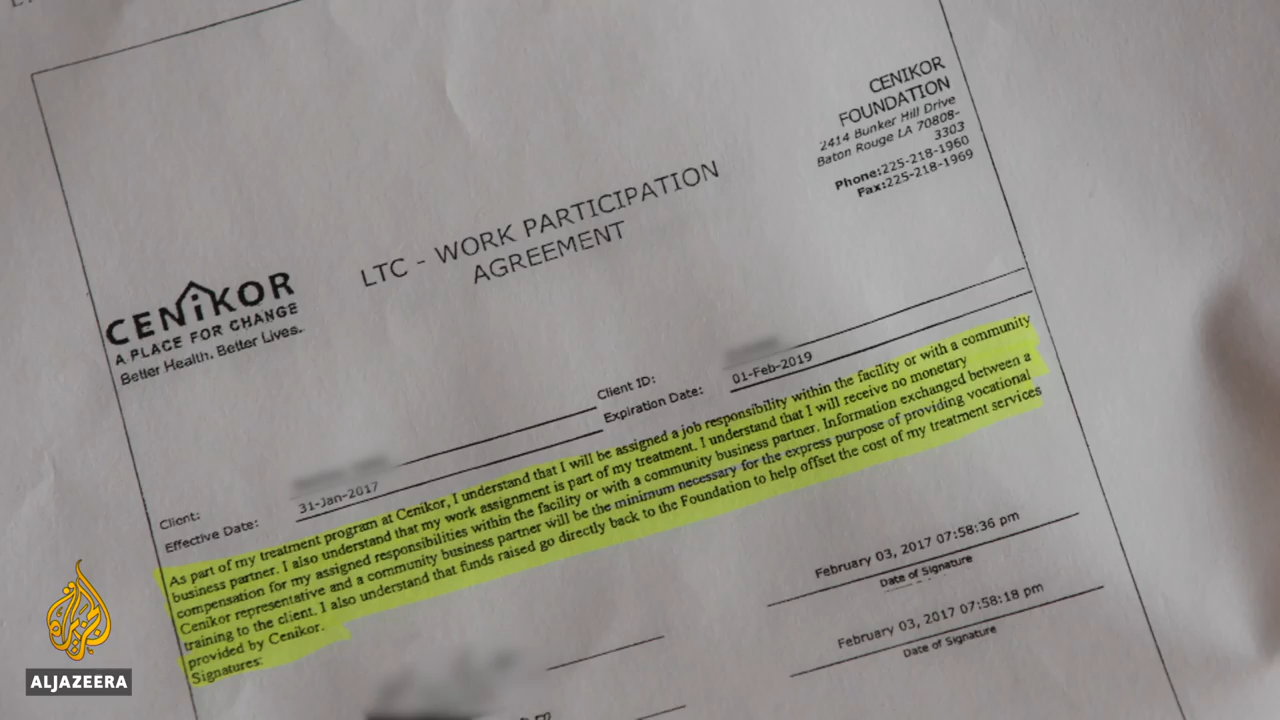 CENIKOR
FOUNDATION
2414 Bunker Hill Drive
Baton Rouge LA 70808-
3303
Phone:225-218-1960
Fax:225-218-1969
LTC - WORK PARTICIPATION
AGREEMENT
CENiKOR
A PLACE FOR CHANGE
Better Health. Better Lives.
Client:
Client ID:
Effective Date: 31-Jan-2017
Expiration Date: 01-Feb-2019
As part of my treatment program at Cenikor, I understand that I will be assigned a job responsibility within the facility or with a community
business partner. I also understand that my work assignment is part of my treatment. I understand that I will receive no monetary
compensation for my assigned responsibilities within the facility or with a community business partner. Information exchanged between a
Cenikor representative and a community business partner will be the minimum necessary for the express purpose of providing vocational
training to the client. I also understand that funds raised go directly back to the Foundation to help offset the cost of my treatment services
provided by Cenikor.
Signatures:
February 03, 2017 07:58:36 pm
Date of Signature
February 03, 2017 07:58:18 pm
Date of Signature
ALJAZEERA